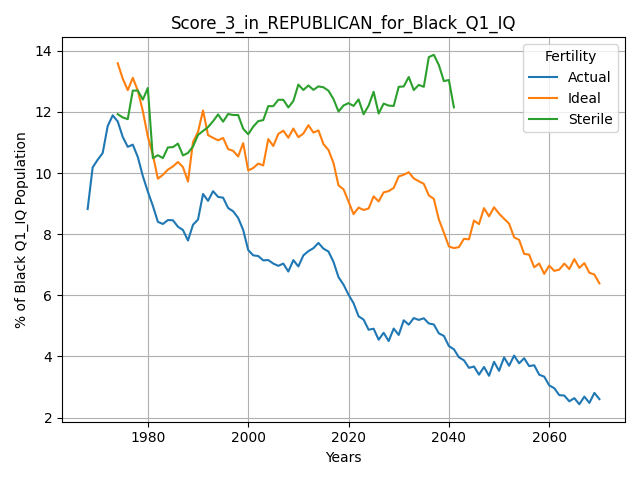 Score_3_in_REPUBLICAN_for_Black_Q1_IQ
% of Black Q1_IQ Population
14
12
10
8
6
4
2
Fertility
Actual
Ideal
Sterile
1980
2000
2020
2040
2060
Years